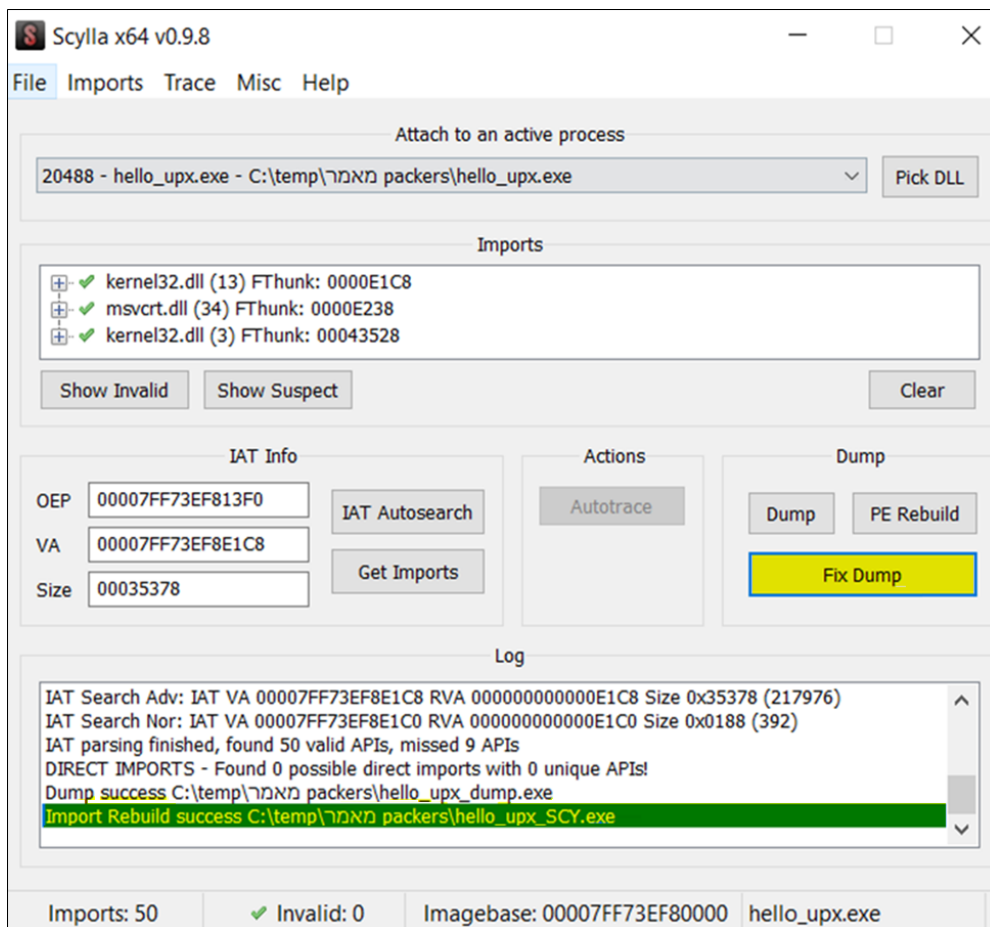 Scylla x64 v0.9.8
File Imports Trace Misc Help
Attach to an active process
20488 - hello_upx.exe - C:\temp\מאמר packers\hello_upx.exe
Pick DLL
Imports
kernel32.dll (13) FThunk: 0000E1C8
msvcrt.dll (34) FThunk: 0000E238
kernel32.dll (3) FThunk: 00043528
Show Invalid Show Suspect Clear
IAT Info
OEP 00007FF73EF813F0
VA 00007FF73EF8E1C8
Size 00035378
IAT Autosearch
Get Imports
Actions
Autotrace
Dump
Dump PE Rebuild
Fix Dump
Log
IAT Search Adv: IAT VA 00007FF73EF8E1C8 RVA 000000000000E1C8 Size 0x35378 (217976)
IAT Search Nor: IAT VA 00007FF73EF8E1C0 RVA 000000000000E1C0 Size 0x0188 (392)
IAT parsing finished, found 50 valid APIs, missed 9 APIs
DIRECT IMPORTS - Found 0 possible direct imports with 0 unique APIs!
Dump success C:\temp\מאמר packers\hello_upx_dump.exe
Import Rebuild success C:\temp\מאמר packers\hello_upx_SCY.exe
Imports: 50 Invalid: 0 Imagebase: 00007FF73EF80000 hello_upx.exe